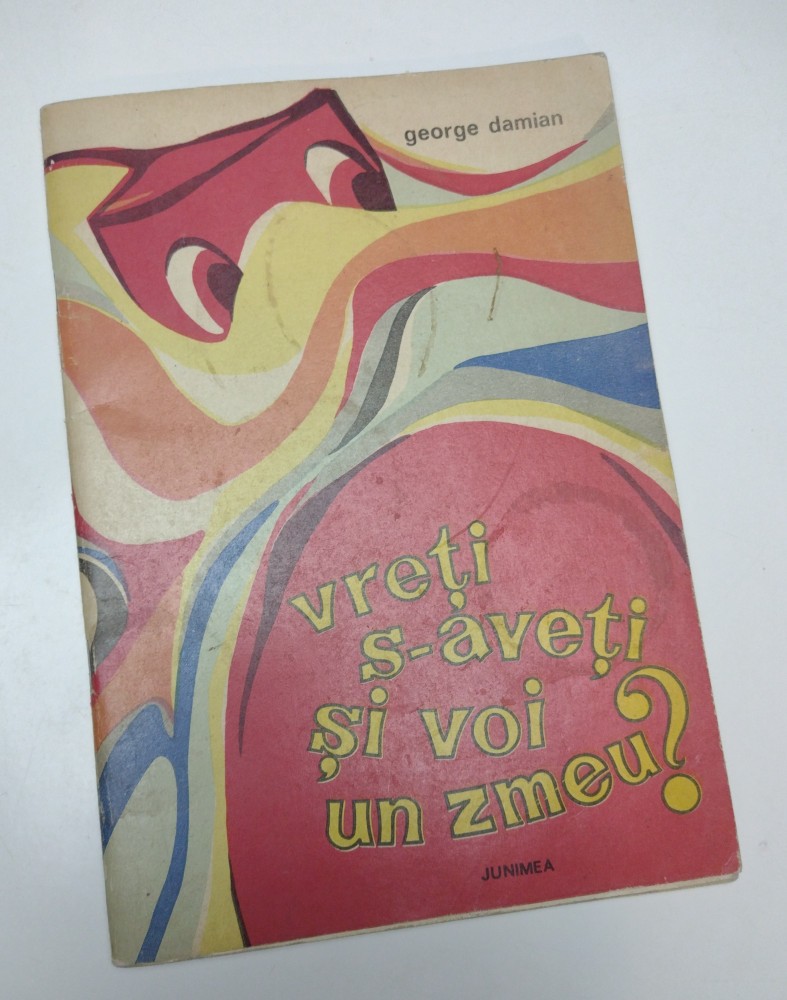 george damian
vreți
s-aveți
și voi
un zmeu?
JUNIMEA